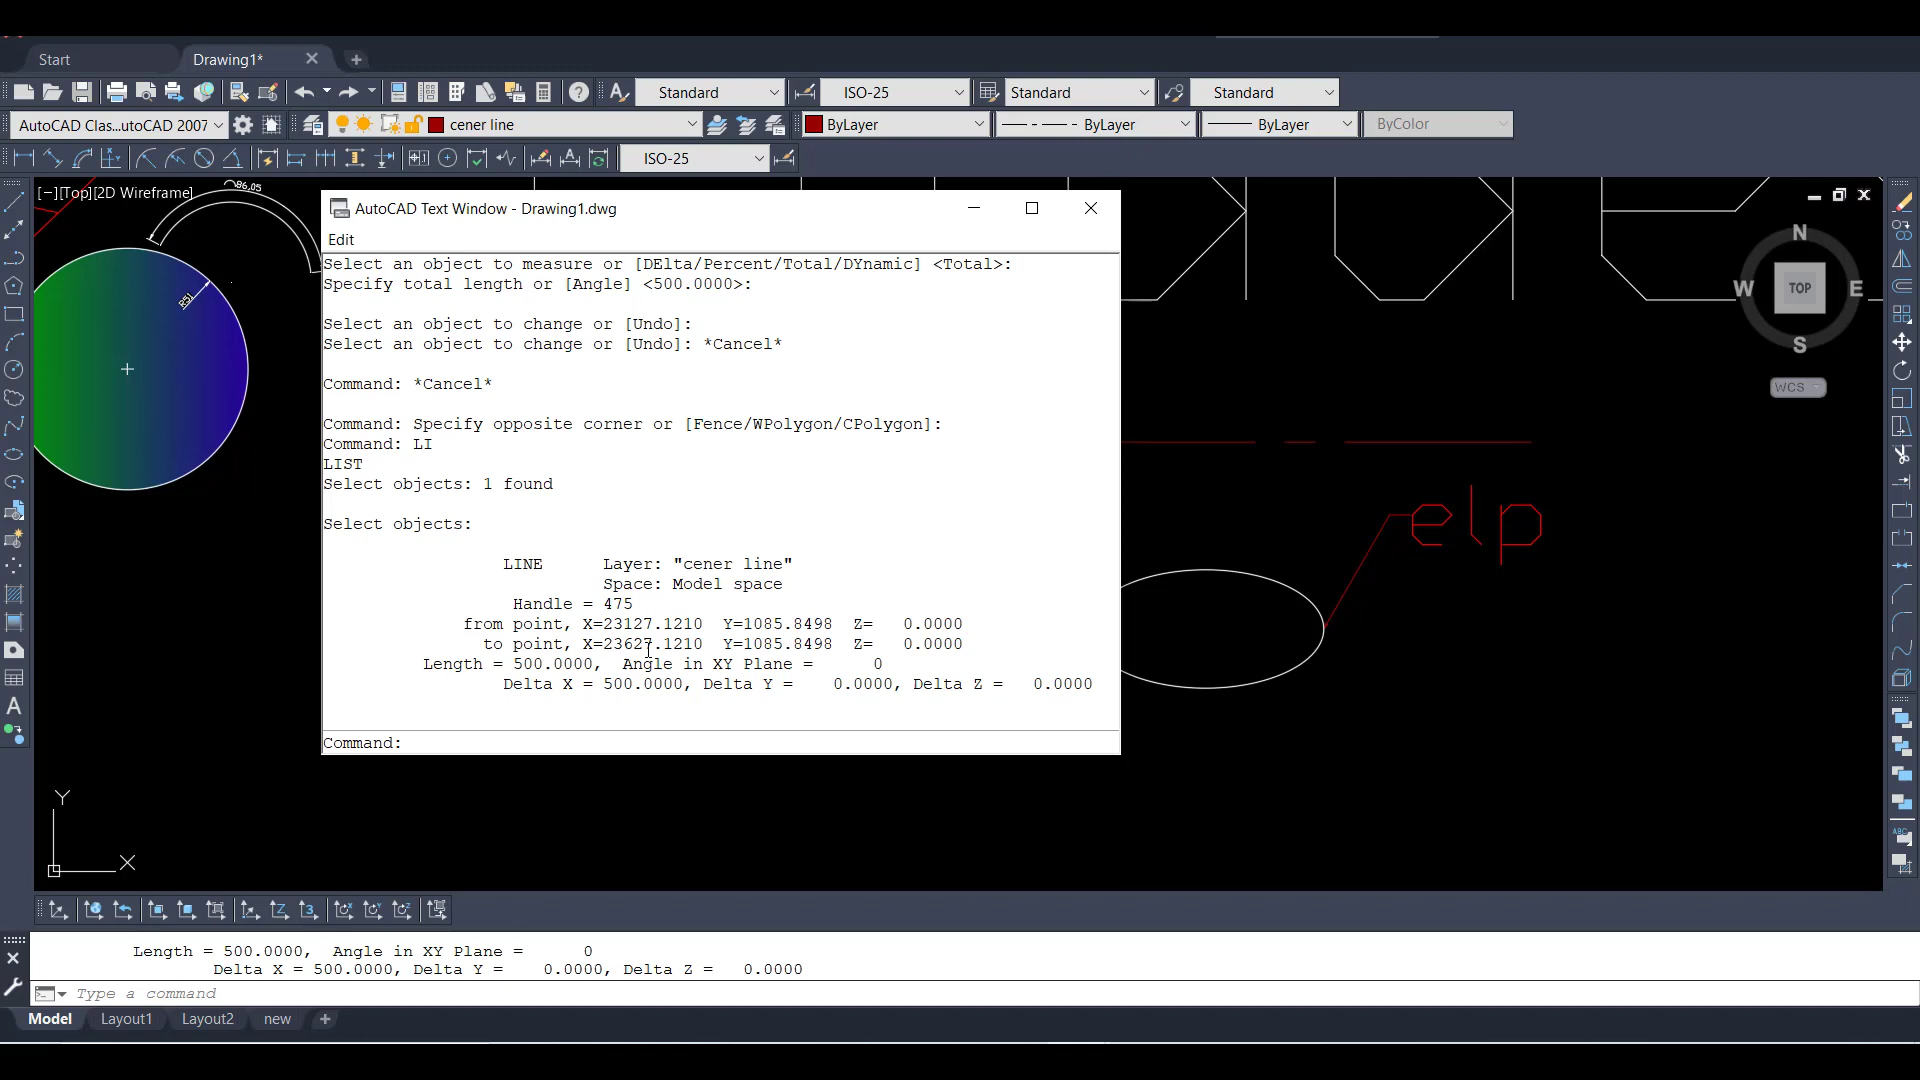 Start
Drawing1*
Standard
ISO-25
Standard
Standard
AutoCAD Clas...utoCAD 2007
cener line
ByLayer
ByLayer
ByLayer
ByColor
ISO-25
[−][Top][2D Wireframe]
86,05
R51
AutoCAD Text Window - Drawing1.dwg
Edit
Select an object to measure or [DElta/Percent/Total/DYnamic] <Total>:
Specify total length or [Angle] <500.0000>:
Select an object to change or [Undo]:
Select an object to change or [Undo]: *Cancel*
Command: *Cancel*
Command: Specify opposite corner or [Fence/WPolygon/CPolygon]:
Command: LI
LIST
Select objects: 1 found
Select objects:
LINE Layer: "cener line"
Space: Model space
Handle = 475
from point, X=23127.1210 Y=1085.8498 Z= 0.0000
to point, X=23627.1210 Y=1085.8498 Z= 0.0000
Length = 500.0000, Angle in XY Plane = 0
Delta X = 500.0000, Delta Y = 0.0000, Delta Z = 0.0000
Command:
N
W
TOP
E
S
WCS
elp
Y
X
Length = 500.0000, Angle in XY Plane = 0
Delta X = 500.0000, Delta Y = 0.0000, Delta Z = 0.0000
Type a command
Model
Layout1
Layout2
new